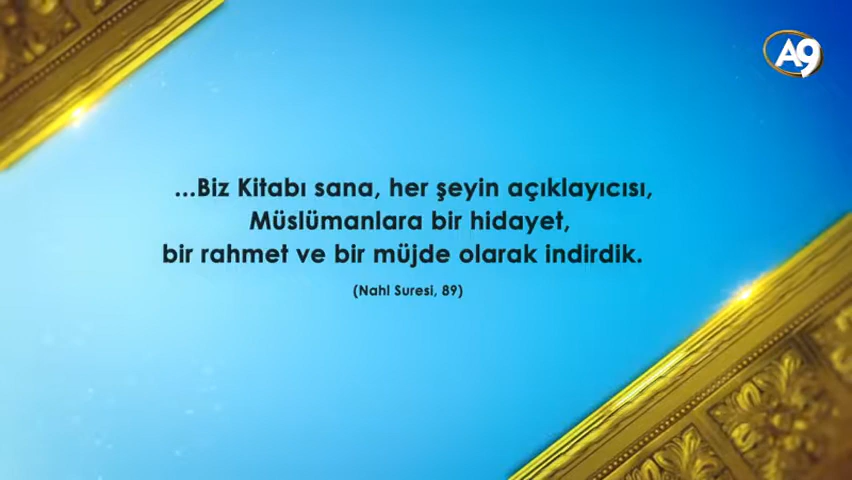 A9
...Biz Kitabı sana, her şeyin açıklayıcısı,
Müslümanlara bir hidayet,
bir rahmet ve bir müjde olarak indirdik.
(Nahl Suresi, 89)